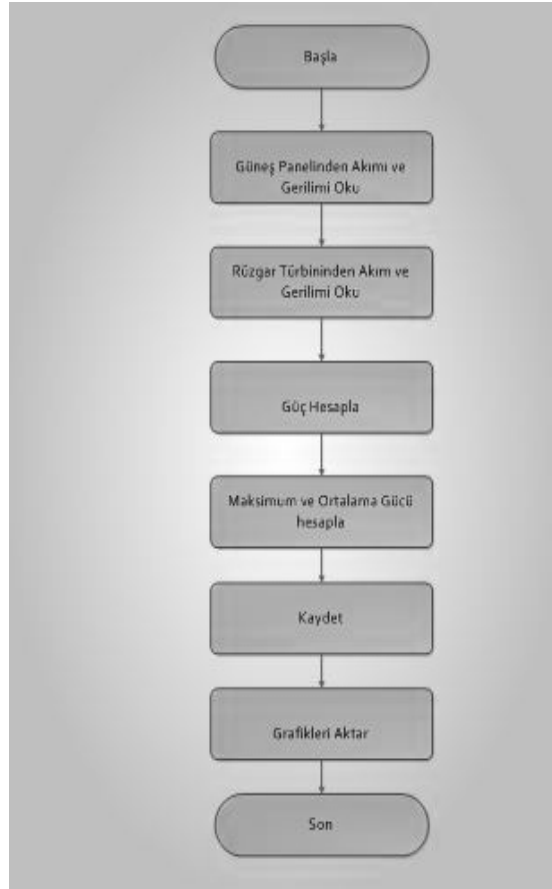 Başla
Güneş Panelinden Akımı ve
Gerilimi Oku
Rüzgar Türbininden Akım ve
Gerilimi Oku
Güç Hesapla
Maksimum ve Ortalama Gücü
hesapla
Kaydet
Grafikleri Aktar
Son